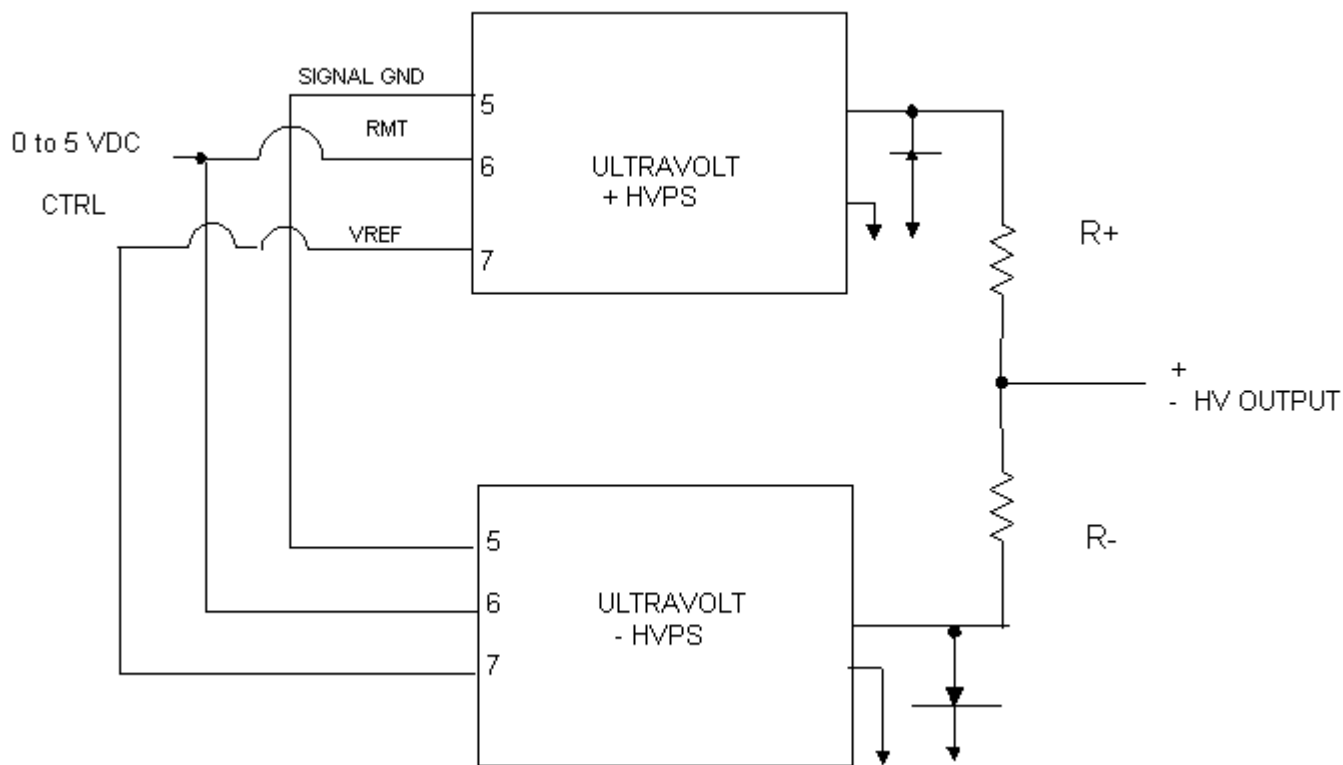 SIGNAL GND
5
RMT
0 to 5 VDC
6
ULTRAVOLT
+ HVPS
CTRL
VREF
7
R+
+
- HV OUTPUT
5
R-
6
ULTRAVOLT
- HVPS
7